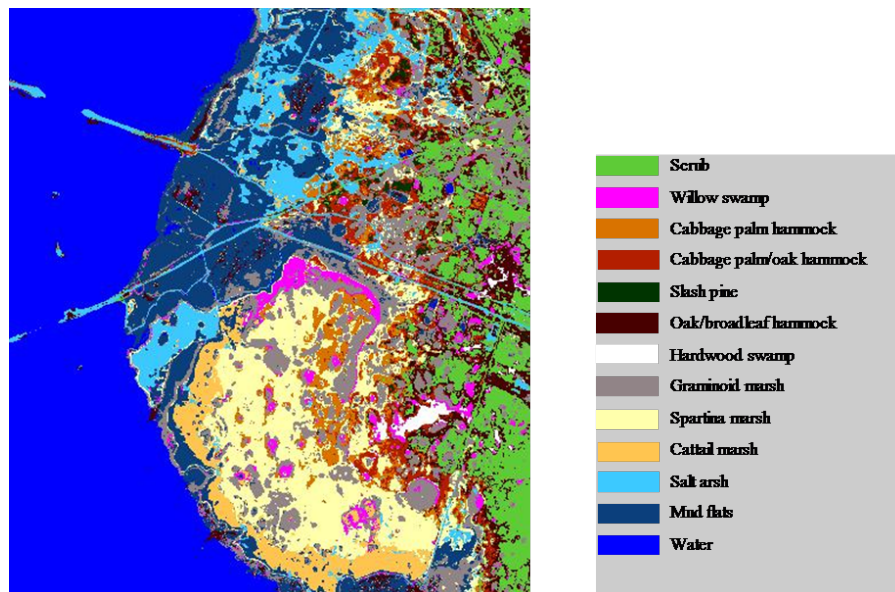 Scrub
Willow swamp
Cabbage palm hammock
Cabbage palm/oak hammock
Slash pine
Oak/broadleaf hammock
Hardwood swamp
Graminoid marsh
Spartina marsh
Cattail marsh
Salt arsh
Mud flats
Water